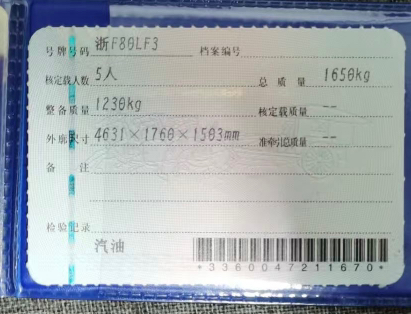 号牌号码 浙F80LF3 档案编号
核定载人数 5人 总质量 1650kg
整备质量 1230kg 核定载质量 --
外廓尺寸 4631×1760×1503mm 准牵引总质量 --
备注
检验记录
汽油
*3360047211670*